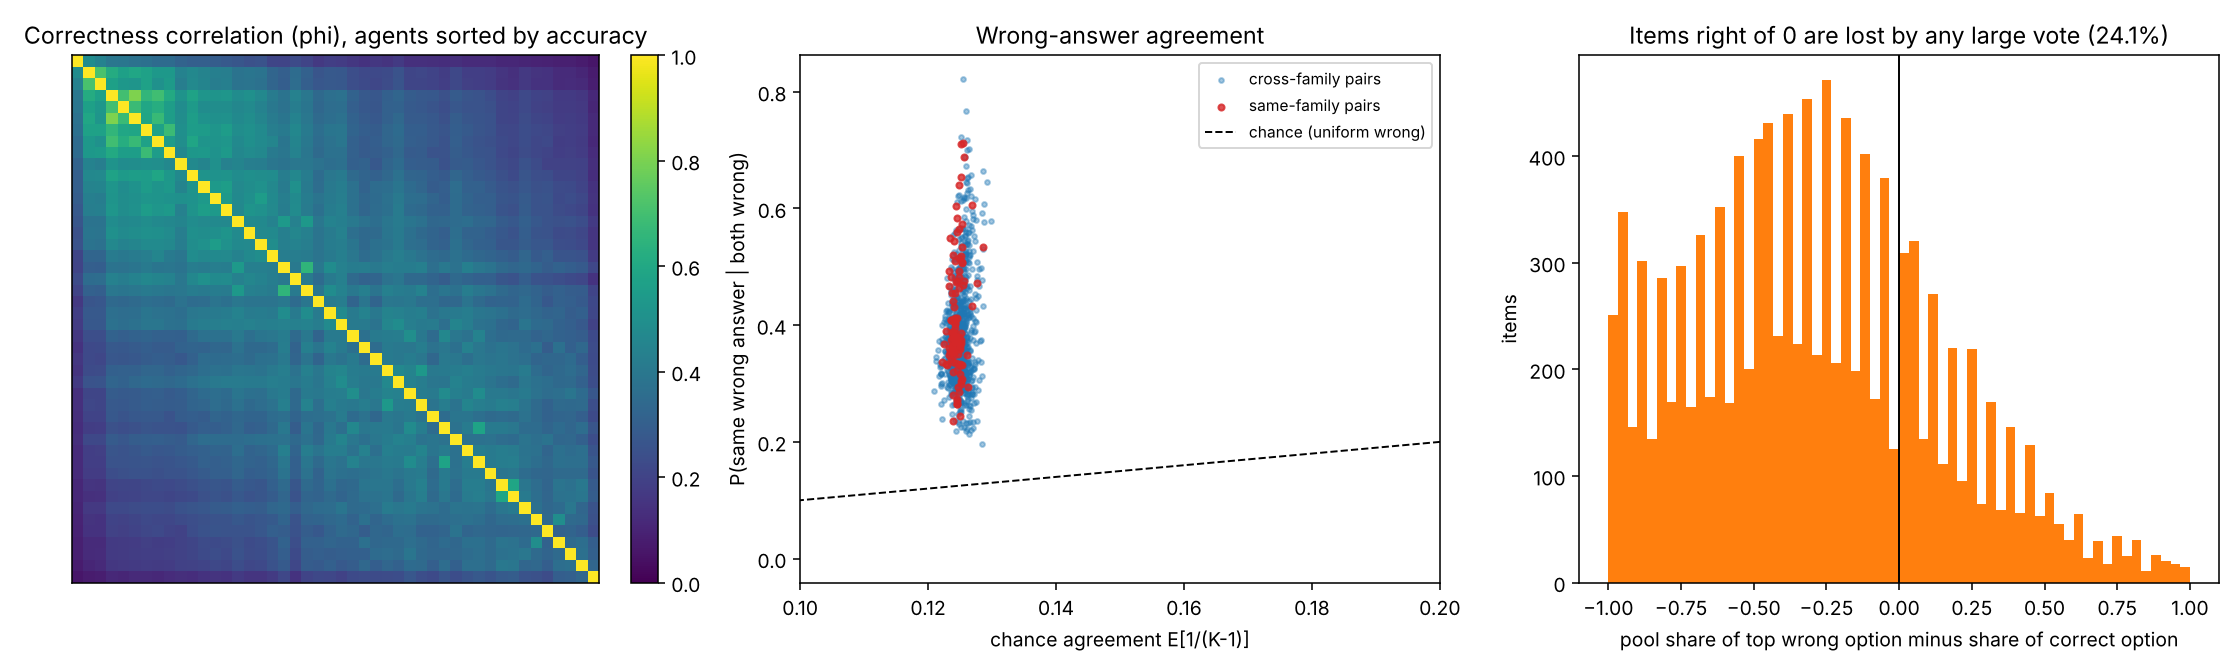 Correctness correlation (phi), agents sorted by accuracy
1.0
0.8
0.6
0.4
0.2
0.0
Wrong-answer agreement
P(same wrong answer | both wrong)
0.8
0.6
0.4
0.2
0.0
cross-family pairs
same-family pairs
chance (uniform wrong)
0.10 0.12 0.14 0.16 0.18 0.20
chance agreement E[1/(K-1)]
Items right of 0 are lost by any large vote (24.1%)
items
400
300
200
100
0
−1.00 −0.75 −0.50 −0.25 0.00 0.25 0.50 0.75 1.00
pool share of top wrong option minus share of correct option